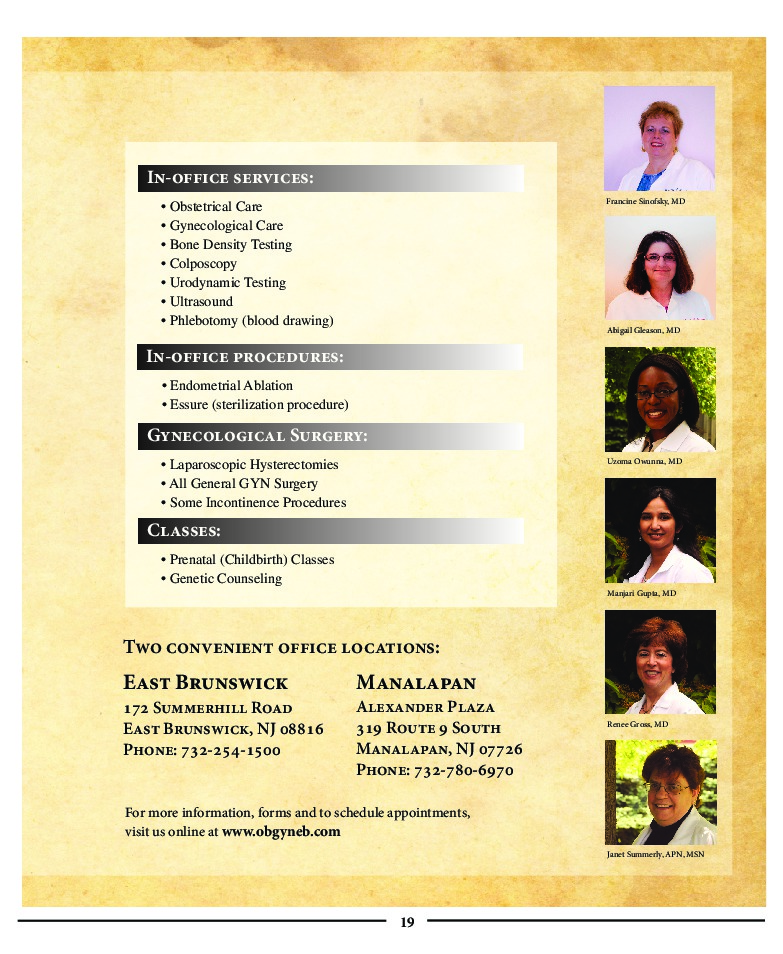 In-office services:
• Obstetrical Care
• Gynecological Care
• Bone Density Testing
• Colposcopy
• Urodynamic Testing
• Ultrasound
• Phlebotomy (blood drawing)
In-office procedures:
• Endometrial Ablation
• Essure (sterilization procedure)
Gynecological Surgery:
• Laparoscopic Hysterectomies
• All General GYN Surgery
• Some Incontinence Procedures
Classes:
• Prenatal (Childbirth) Classes
• Genetic Counseling
Two convenient office locations:
East Brunswick
172 Summerhill Road
East Brunswick, NJ 08816
Phone: 732-254-1500
Manalapan
Alexander Plaza
319 Route 9 South
Manalapan, NJ 07726
Phone: 732-780-6970
For more information, forms and to schedule appointments,
visit us online at www.obgyneb.com
Francine Sinofsky, MD
Abigail Gleason, MD
Uzoma Owunna, MD
Manjari Gupta, MD
Renee Gross, MD
Janet Summerly, APN, MSN
19